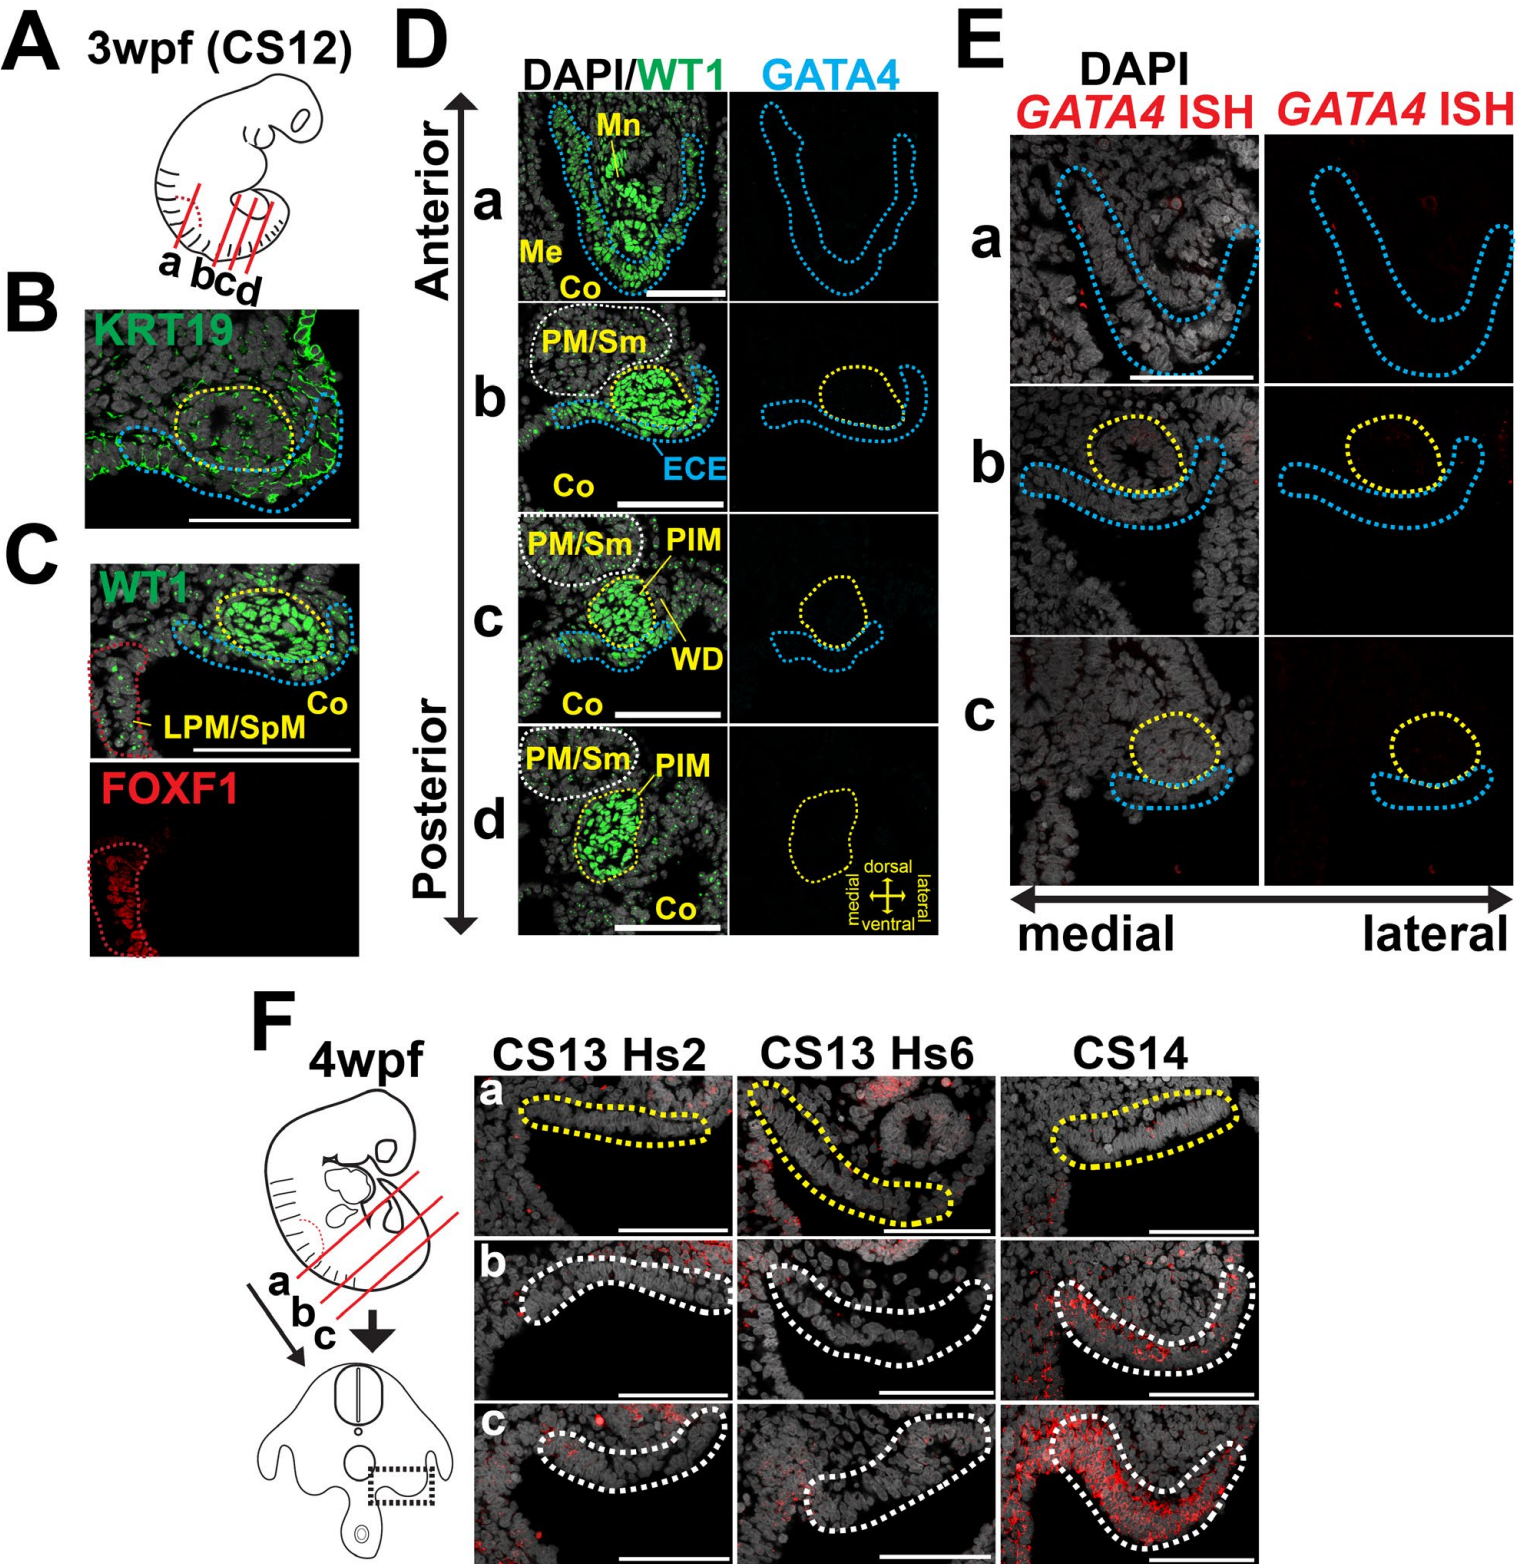 A
3wpf (CS12)
a
b
c
d
B
KRT19
C
WT1
Co
LPM/SpM
FOXF1
D
DAPI/WT1
GATA4
Anterior
Posterior
a
Mn
Me
Co
b
PM/Sm
ECE
Co
c
PM/Sm
PIM
WD
Co
d
PM/Sm
PIM
Co
dorsal
medial
lateral
ventral
E
DAPI
GATA4 ISH
GATA4 ISH
a
b
c
medial
lateral
F
4wpf
a
b
c
CS13 Hs2
CS13 Hs6
CS14
a
b
c